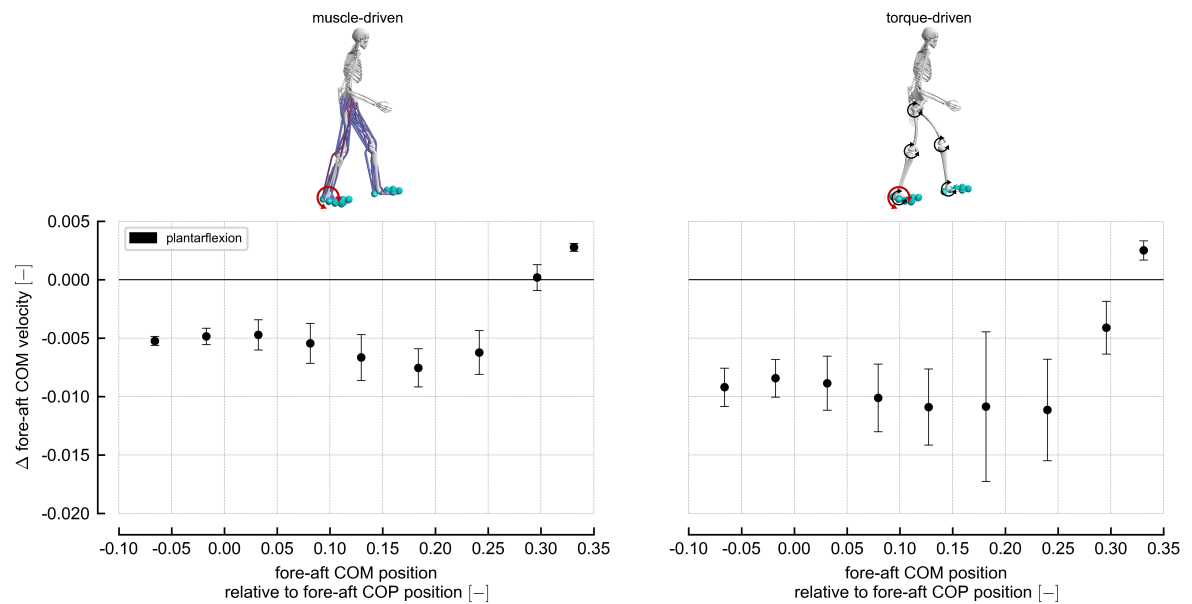 muscle-driven
torque-driven
0.005
0.000
-0.005
-0.010
-0.015
-0.020
Δ fore-aft COM velocity [−]
plantarflexion
-0.10 -0.05 0.00 0.05 0.10 0.15 0.20 0.25 0.30 0.35
fore-aft COM position
relative to fore-aft COP position [−]
-0.10 -0.05 0.00 0.05 0.10 0.15 0.20 0.25 0.30 0.35
fore-aft COM position
relative to fore-aft COP position [−]